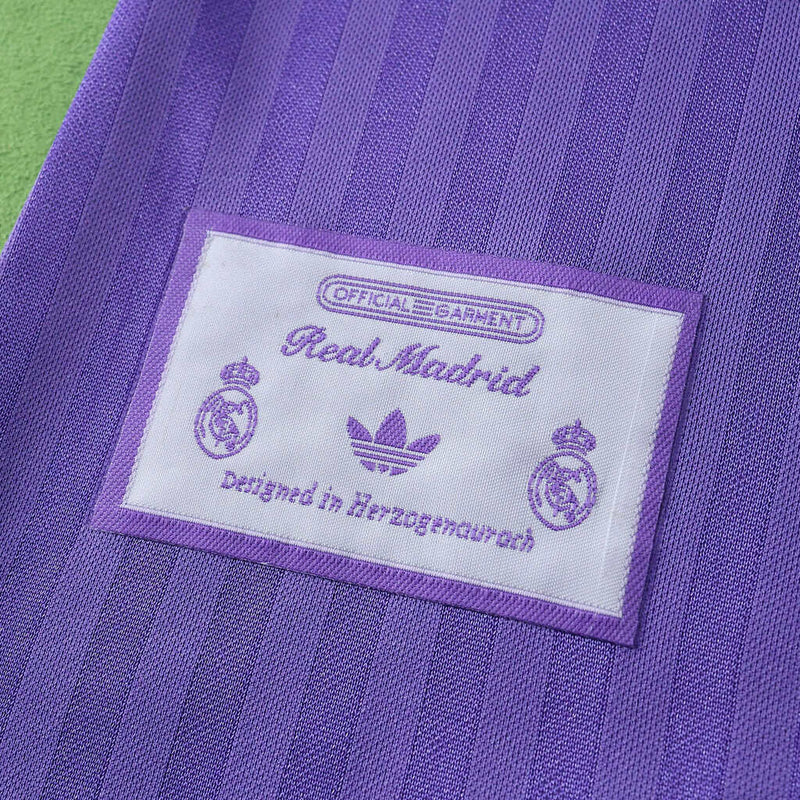 OFFICIAL GARMENT
Real Madrid
Designed in Herzogenaurach